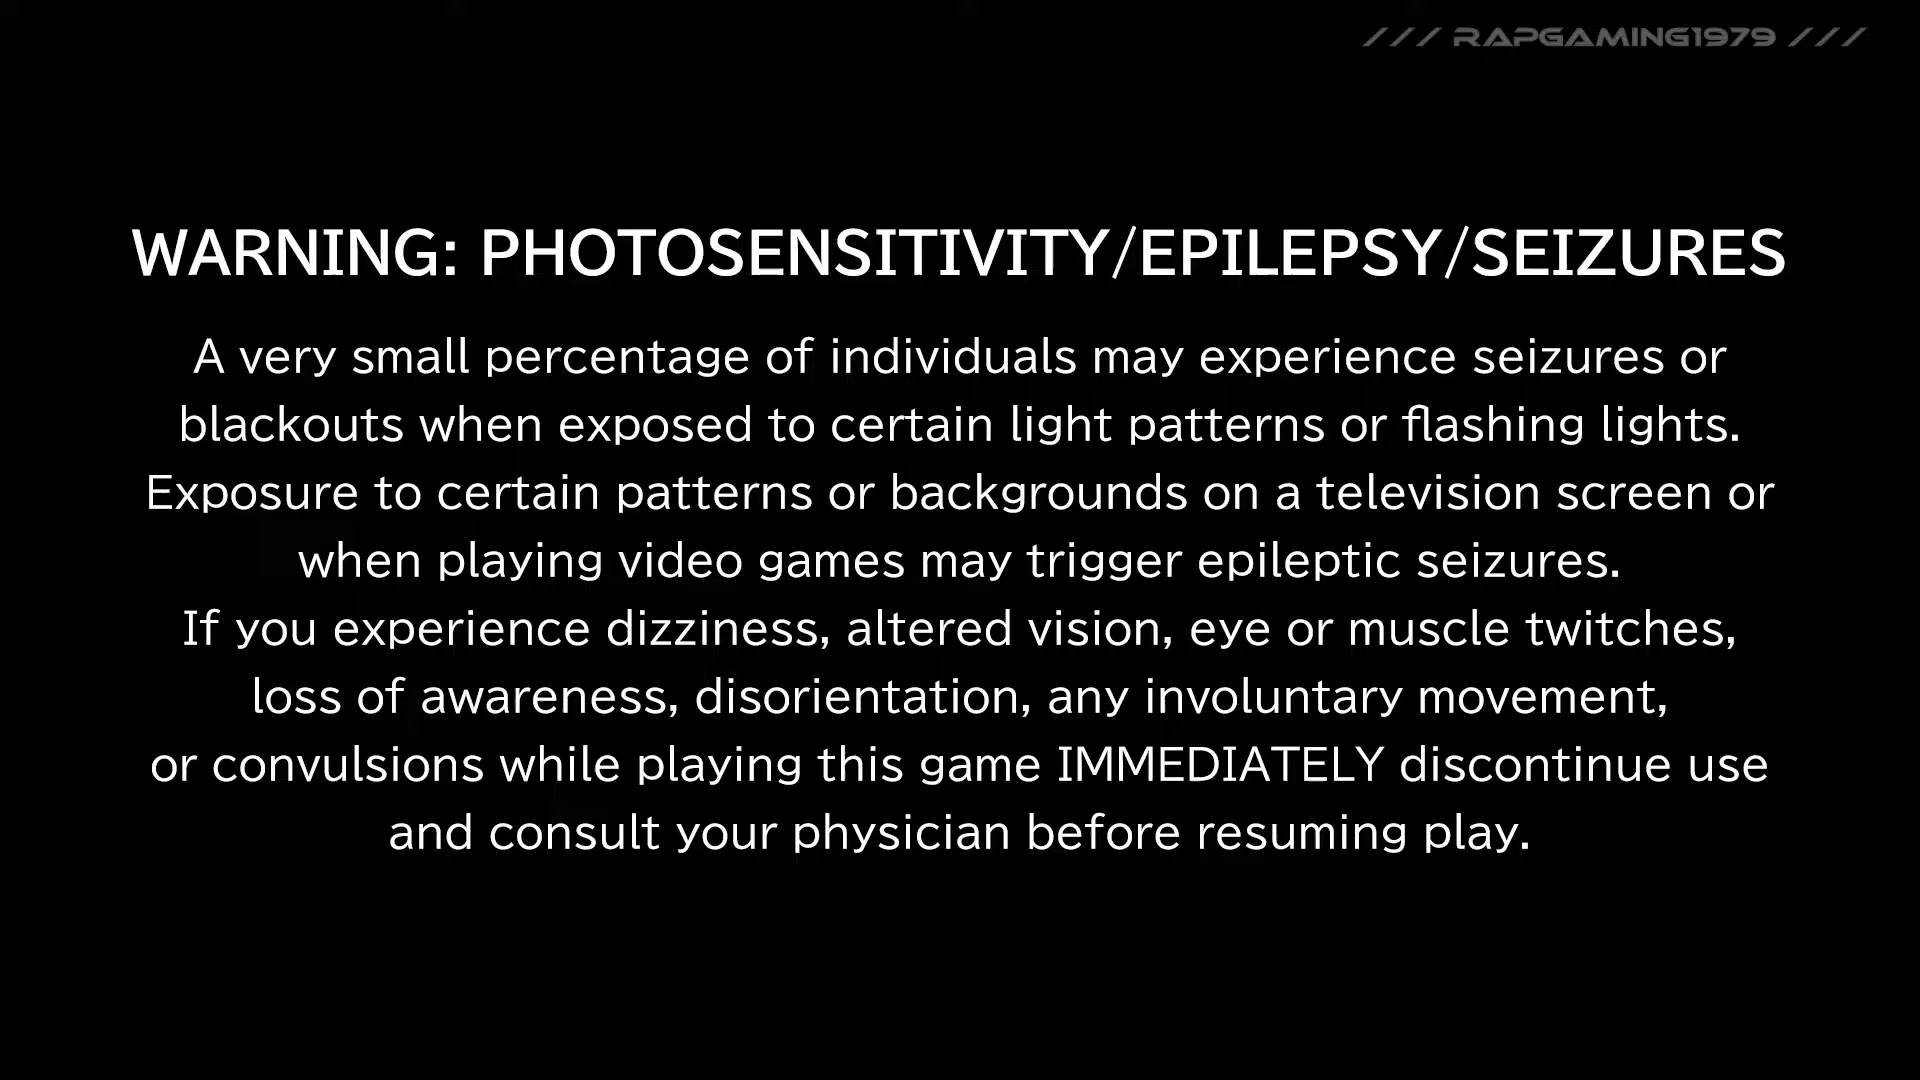 /// RAPGAMING1979 ///
WARNING: PHOTOSENSITIVITY/EPILEPSY/SEIZURES
A very small percentage of individuals may experience seizures or
blackouts when exposed to certain light patterns or flashing lights.
Exposure to certain patterns or backgrounds on a television screen or
when playing video games may trigger epileptic seizures.
If you experience dizziness, altered vision, eye or muscle twitches,
loss of awareness, disorientation, any involuntary movement,
or convulsions while playing this game IMMEDIATELY discontinue use
and consult your physician before resuming play.